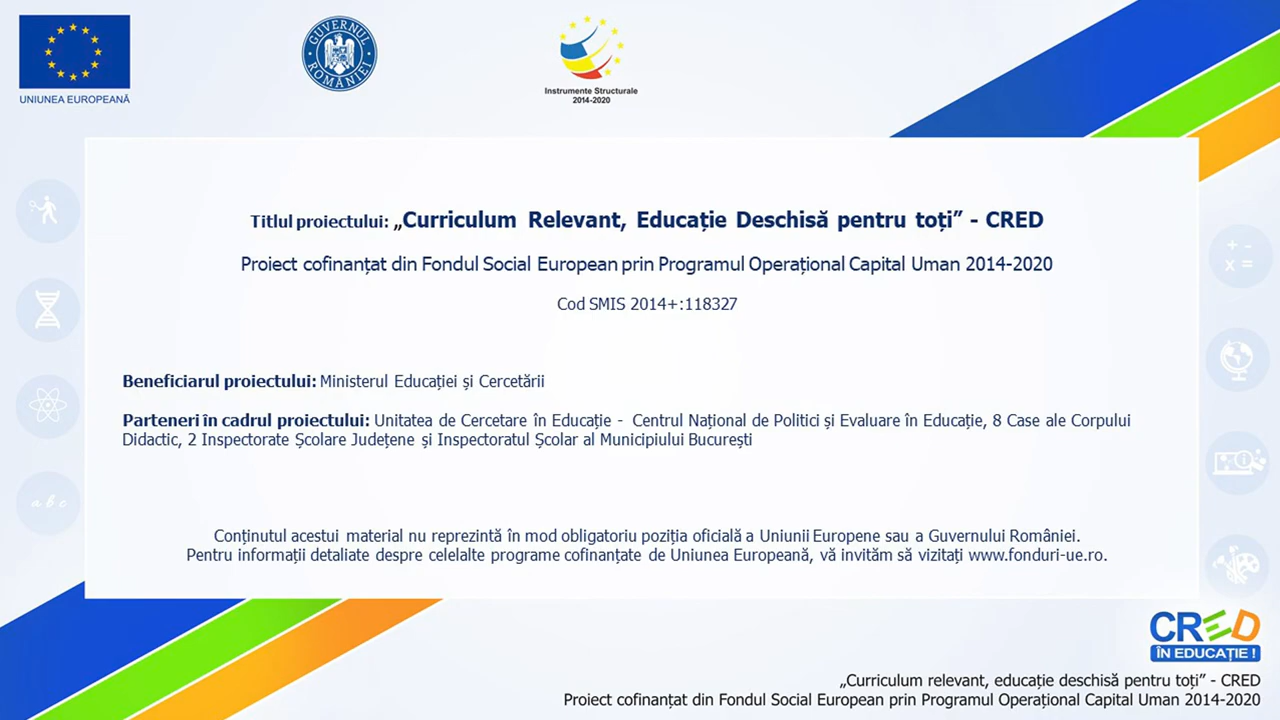 UNIUNEA EUROPEANĂ
GUVERNUL ROMÂNIEI
Instrumente Structurale
2014-2020
Titlul proiectului: „Curriculum Relevant, Educație Deschisă pentru toți” - CRED
Proiect cofinanțat din Fondul Social European prin Programul Operațional Capital Uman 2014-2020
Cod SMIS 2014+:118327
Beneficiarul proiectului: Ministerul Educației și Cercetării
Parteneri în cadrul proiectului: Unitatea de Cercetare în Educație - Centrul Național de Politici și Evaluare în Educație, 8 Case ale Corpului
Didactic, 2 Inspectorate Școlare Județene și Inspectoratul Școlar al Municipiului București
a b c
Conținutul acestui material nu reprezintă în mod obligatoriu poziția oficială a Uniunii Europene sau a Guvernului României.
Pentru informații detaliate despre celelalte programe cofinanțate de Uniunea Europeană, vă invităm să vizitați www.fonduri-ue.ro.
CRED
ÎN EDUCAȚIE !
„Curriculum relevant, educație deschisă pentru toți” - CRED
Proiect cofinanțat din Fondul Social European prin Programul Operațional Capital Uman 2014-2020